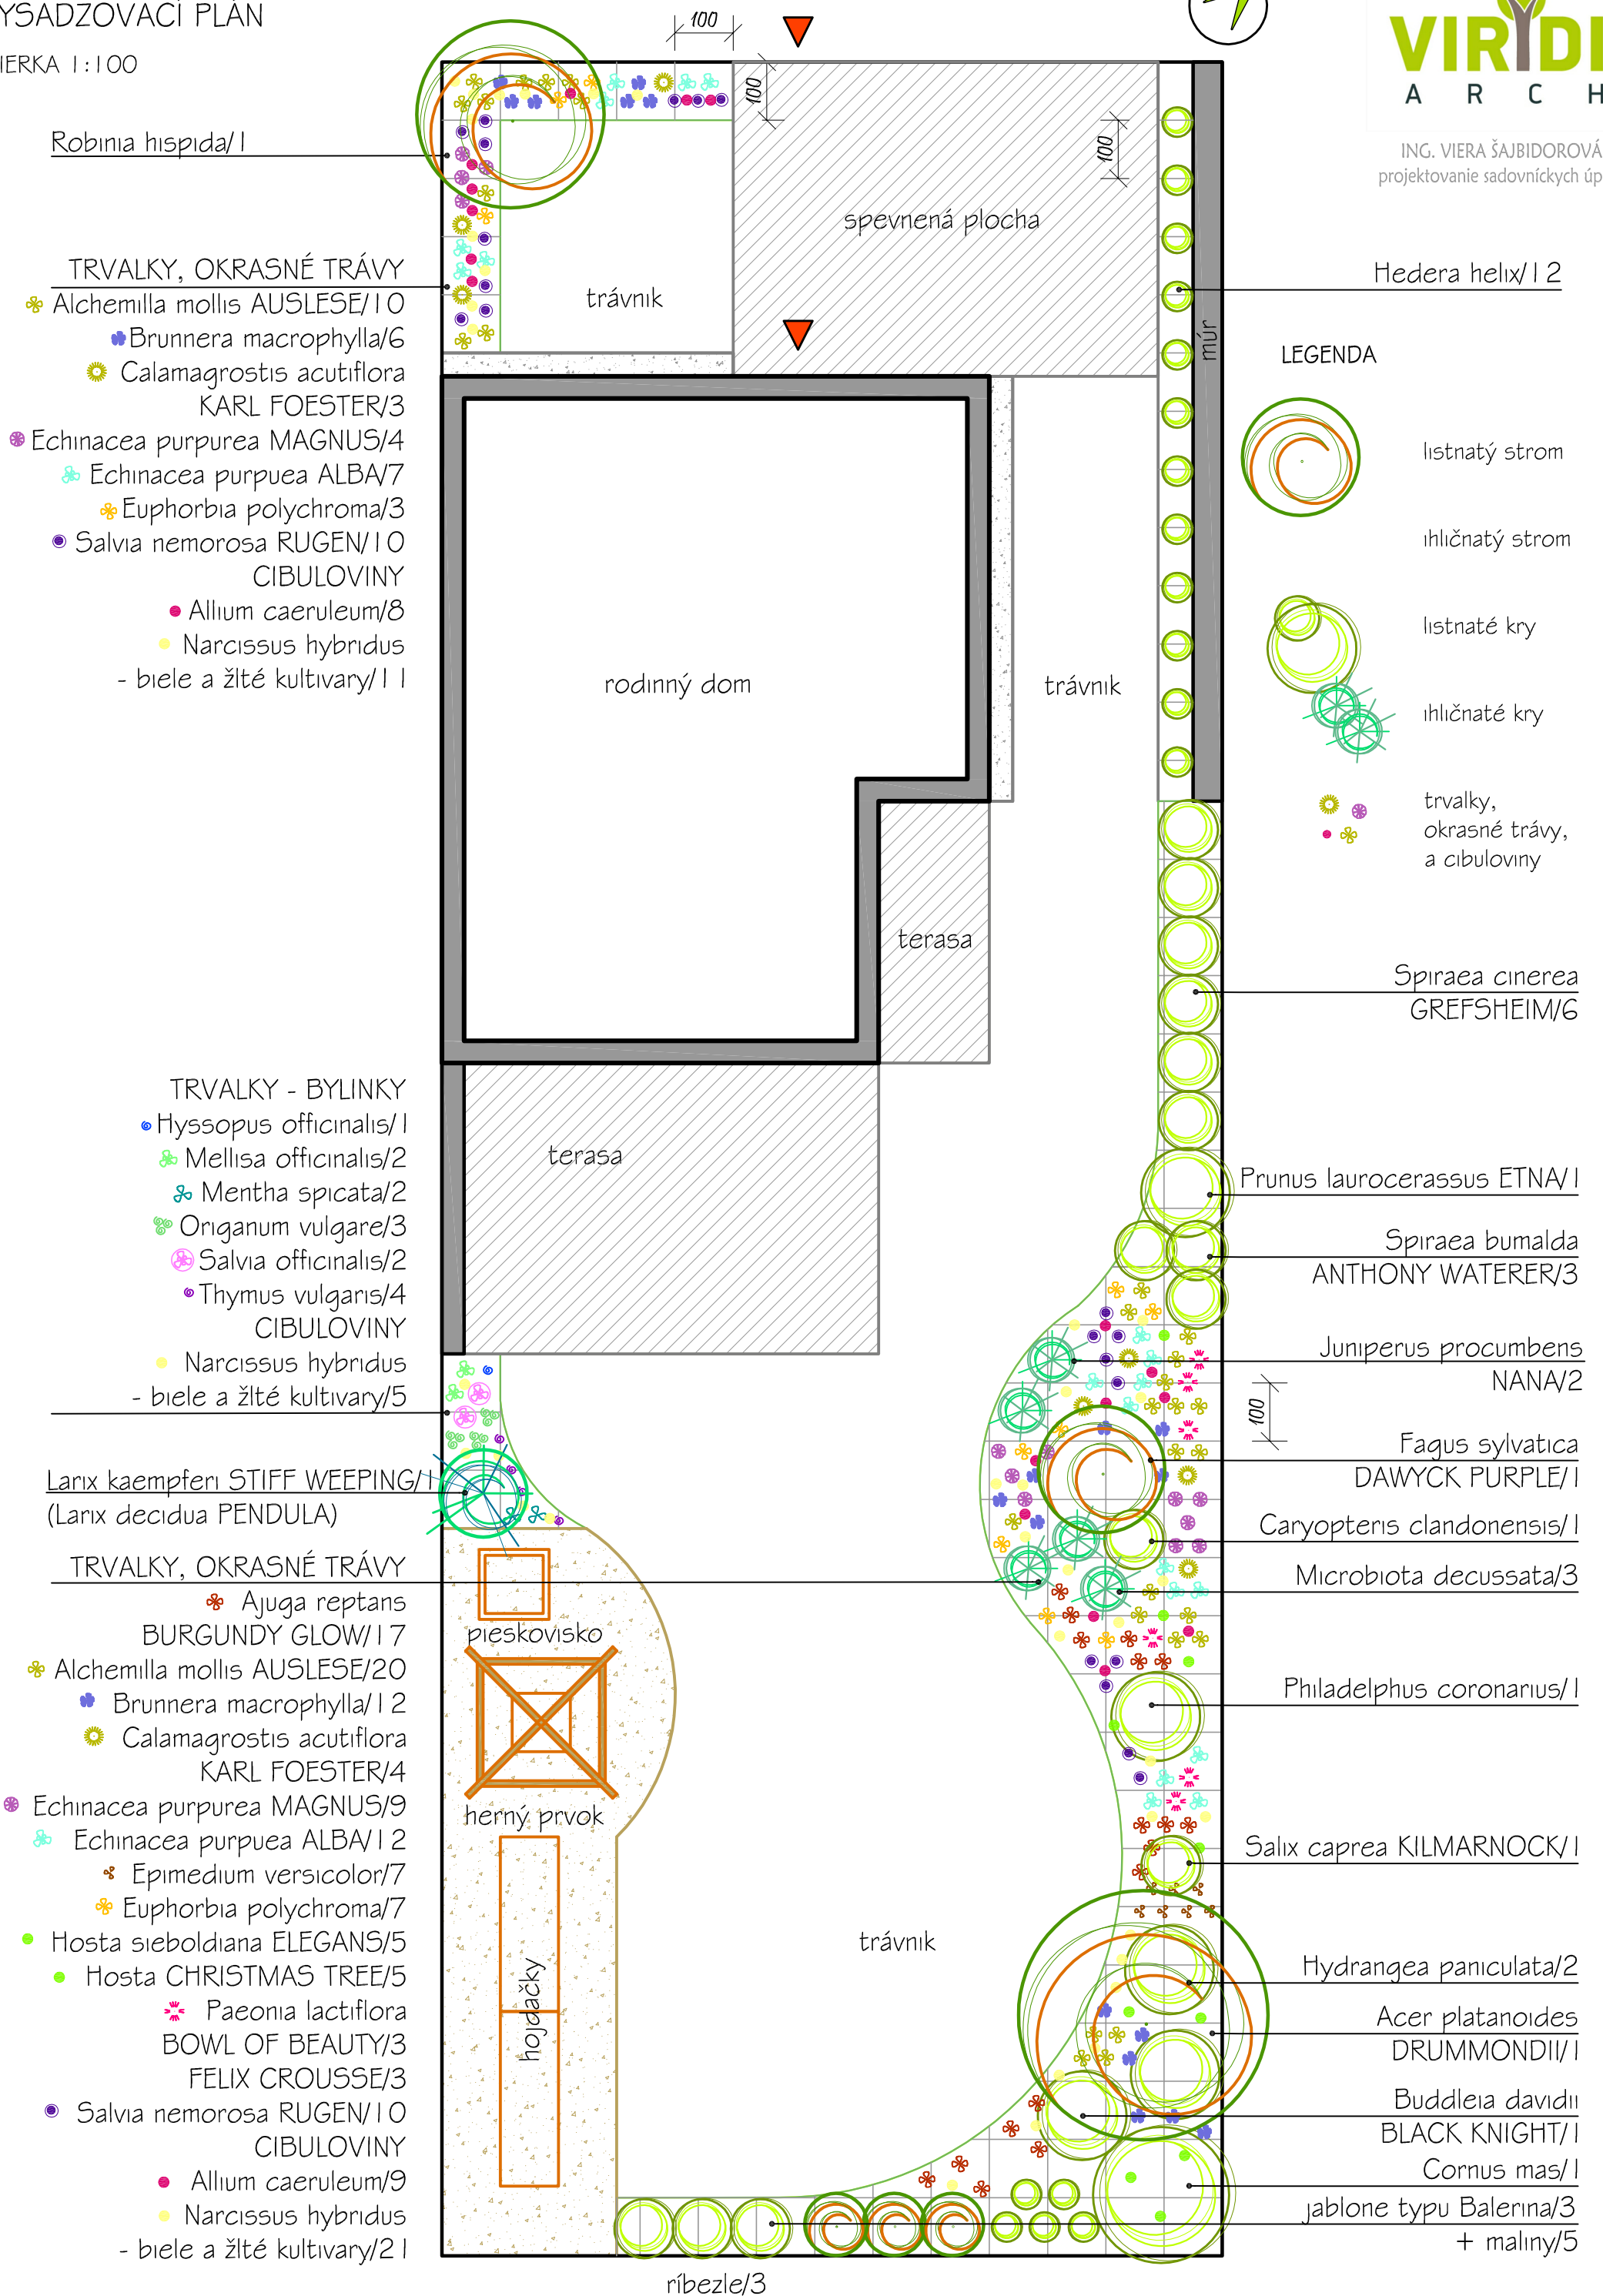 YSADZOVACÍ PLÁN
IERKA 1:100
100
100
100
VIRIDI
A R C H
ING. VIERA ŠAJBIDOROVÁ
projektovanie sadovníckych úp
Robinia hispida/1
spevnená plocha
TRVALKY, OKRASNÉ TRÁVY
Alchemilla mollis AUSLESE/10
Brunnera macrophylla/6
Calamagrostis acutiflora
KARL FOESTER/3
Echinacea purpurea MAGNUS/4
Echinacea purpuea ALBA/7
Euphorbia polychroma/3
Salvia nemorosa RUGEN/10
CIBULOVINY
Allium caeruleum/8
Narcissus hybridus
- biele a žlté kultivary/11
trávnik
múr
Hedera helix/12
LEGENDA
listnatý strom
ihličnatý strom
listnaté kry
ihličnaté kry
trvalky,
okrasné trávy,
a cibuloviny
rodinný dom
trávnik
terasa
Spiraea cinerea
GREFSHEIM/6
TRVALKY - BYLINKY
Hyssopus officinalis/1
Mellisa officinalis/2
Mentha spicata/2
Origanum vulgare/3
Salvia officinalis/2
Thymus vulgaris/4
CIBULOVINY
Narcissus hybridus
- biele a žlté kultivary/5
terasa
Prunus laurocerassus ETNA/1
Spiraea bumalda
ANTHONY WATERER/3
Juniperus procumbens
NANA/2
100
Fagus sylvatica
DAWYCK PURPLE/1
Caryopteris clandonensis/1
Microbiota decussata/3
Larix kaempferi STIFF WEEPING/1
(Larix decidua PENDULA)
TRVALKY, OKRASNÉ TRÁVY
Ajuga reptans
BURGUNDY GLOW/17
Alchemilla mollis AUSLESE/20
Brunnera macrophylla/12
Calamagrostis acutiflora
KARL FOESTER/4
Echinacea purpurea MAGNUS/9
Echinacea purpuea ALBA/12
Epimedium versicolor/7
Euphorbia polychroma/7
Hosta sieboldiana ELEGANS/5
Hosta CHRISTMAS TREE/5
Paeonia lactiflora
BOWL OF BEAUTY/3
FELIX CROUSSE/3
Salvia nemorosa RUGEN/10
CIBULOVINY
Allium caeruleum/9
Narcissus hybridus
- biele a žlté kultivary/21
pieskovisko
herný prvok
hojdačky
trávnik
Philadelphus coronarius/1
Salix caprea KILMARNOCK/1
Hydrangea paniculata/2
Acer platanoides
DRUMMONDII/1
Buddleia davidii
BLACK KNIGHT/1
Cornus mas/1
jablone typu Balerina/3
+ maliny/5
ríbezle/3